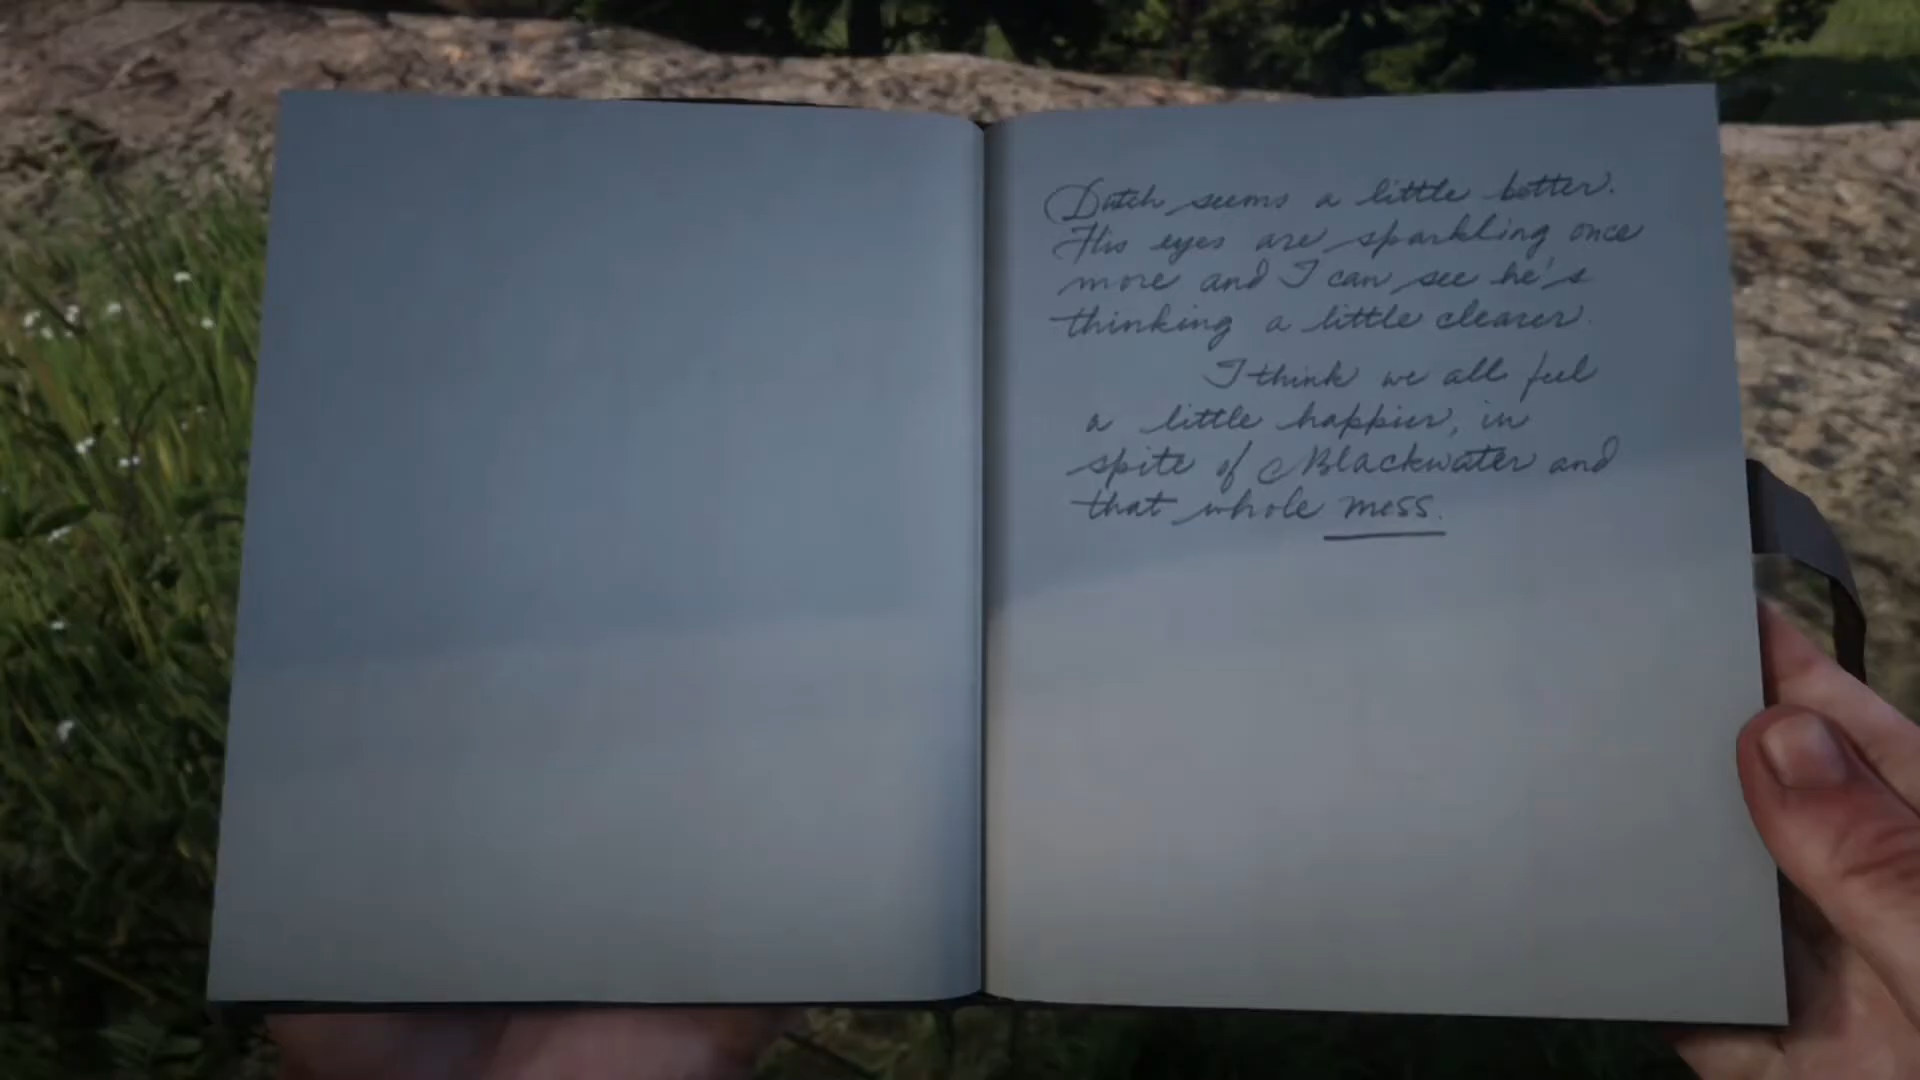 Dutch seems a little better.
His eyes are sparkling once
more and I can see he's
thinking a little clearer.
I think we all feel
a little happier, in
spite of Blackwater and
that whole mess.